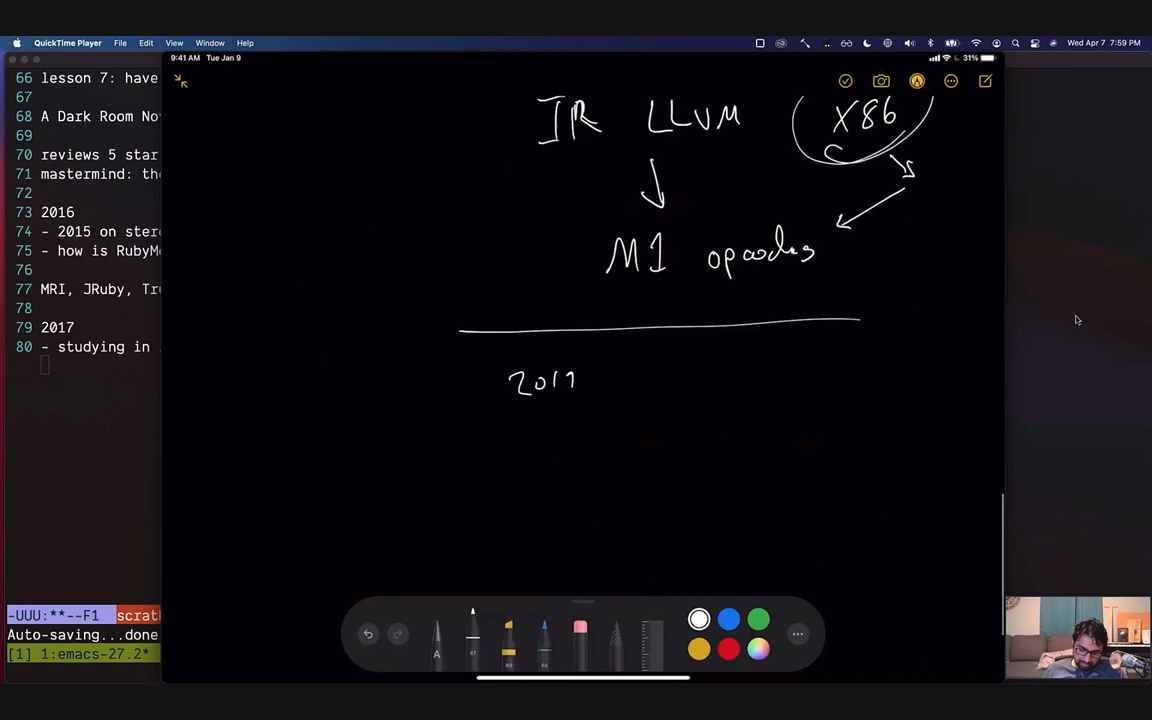 QuickTime Player File Edit View Window Help Wed Apr 7 7:59 PM
9:41 AM Tue Jan 9 31%
66 lesson 7: have
67
68 A Dark Room No
69
70 reviews 5 star
71 mastermind: th
72
73 2016
74 - 2015 on ster
75 - how is RubyM
76
77 MRI, JRuby, Tr
78
79 2017
80 - studying in
IR LLVM X86
M1 opcodes
2017
A 97 80 50
-UUU:**--F1 scrat
Auto-saving...done
[1] 1:emacs-27.2*